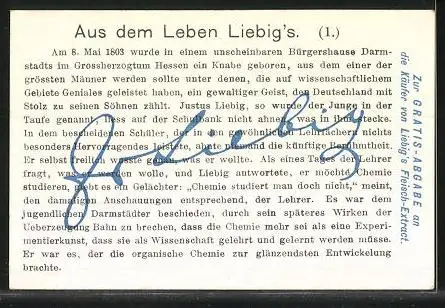 Aus dem Leben Liebig's. (1.)
Am 8. Mai 1803 wurde in einem unscheinbaren Bürgershause Darm-
stadts im Grossherzogtum Hessen ein Knabe geboren, aus dem einer der
grössten Männer werden sollte unter denen, die auf wissenschaftlichem
Gebiete Geniales geleistet haben, ein gewaltiger Geist, den Deutschland mit
Stolz zu seinen Söhnen zählt. Justus Liebig, so wurde der Junge in der
Taufe genannt, liess auf der Schulbank nicht ahnen, was in ihm stecke.
In dem bescheidenen Schüler, der in gewöhnlichen Schulfächern nichts
besonders hervorragendes leistete, ahnte niemand die künftige Berühmtheit.
Er selbst freilich wusste genau, was er wollte. Als eines Tages der Lehrer
fragt, was er werden wolle, und Liebig antwortete, er möchte Chemie
studieren, geht es ein Gelächter: „Chemie studiert man doch nicht,“ meint,
den damaligen Anschauungen entsprechend, der Lehrer. Es war dem
jugendlichen Darmstädter beschieden, durch sein späteres Wirken der
Ueberzeugung Bahn zu brechen, dass die Chemie mehr sei als eine Experi-
mentierkunst, dass sie als Wissenschaft gelehrt und gelernt werden müsse.
Er war es, der die organische Chemie zur glänzendsten Entwickelung
brachte.
Liebig
Zur GRATIS-ABGABE an
die Käufer von Liebig's Fleisch-Extract.